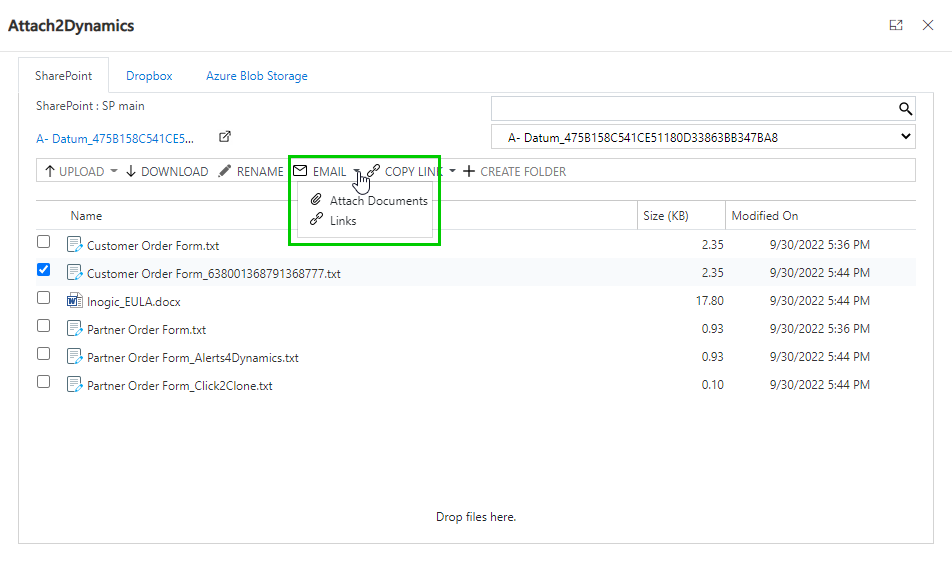 Attach2Dynamics
SharePoint Dropbox Azure Blob Storage
SharePoint : SP main
A- Datum_475B158C541CE5... A- Datum_475B158C541CE51180D33863BB347BA8
UPLOAD DOWNLOAD RENAME EMAIL COPY LINK CREATE FOLDER
Attach Documents
Links
Name Size (KB) Modified On
Customer Order Form.txt 2.35 9/30/2022 5:36 PM
Customer Order Form_638001368791368777.txt 2.35 9/30/2022 5:44 PM
Inogic_EULA.docx 17.80 9/30/2022 5:44 PM
Partner Order Form.txt 0.93 9/30/2022 5:36 PM
Partner Order Form_Alerts4Dynamics.txt 0.93 9/30/2022 5:44 PM
Partner Order Form_Click2Clone.txt 0.10 9/30/2022 5:44 PM
Drop files here.